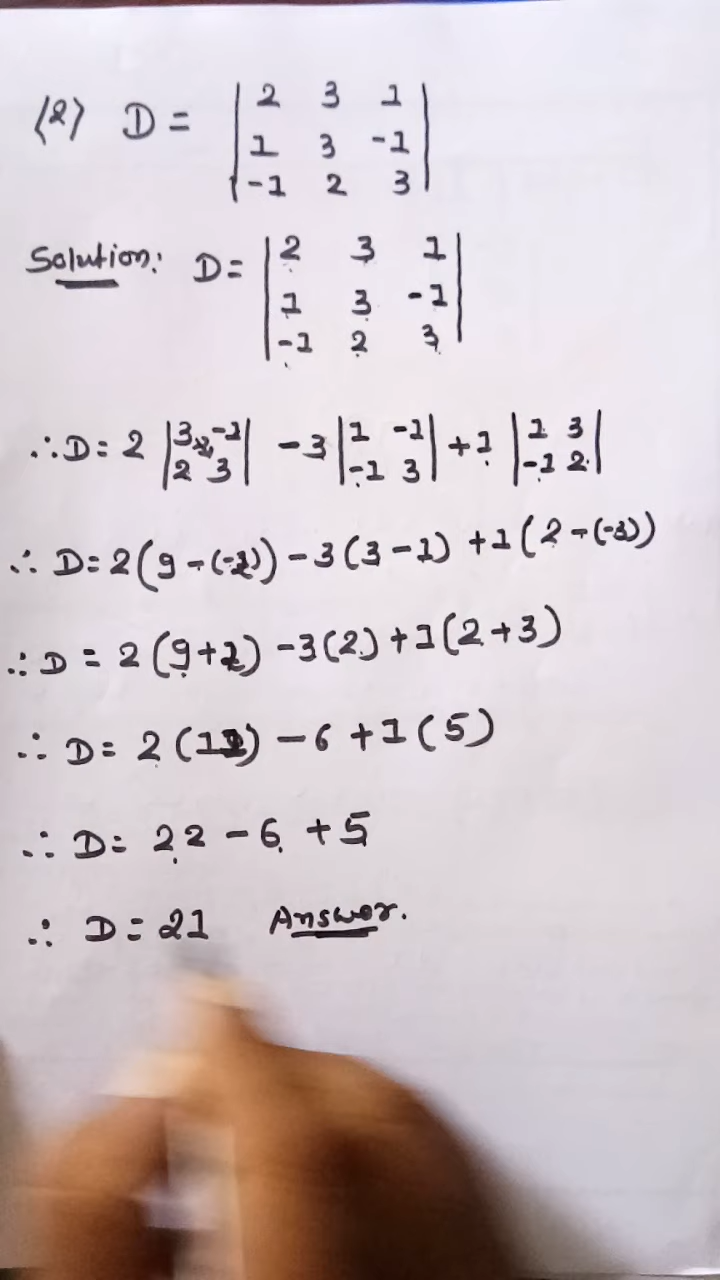 (2) D = | 2 3 1 |
| 1 3 -1 |
| -1 2 3 |
Solution: D = | 2 3 1 |
| 1 3 -1 |
| -1 2 3 |
∴ D = 2 | 3 -1 | - 3 | 1 -1 | + 1 | 1 3 |
| 2 3 | | -1 3 | | -1 2 |
∴ D = 2 (9 - (-2)) - 3 (3 - 1) + 1 (2 - (-3))
∴ D = 2 (9 + 2) - 3 (2) + 1 (2 + 3)
∴ D = 2 (11) - 6 + 1 (5)
∴ D = 22 - 6 + 5
∴ D = 21 Answer.